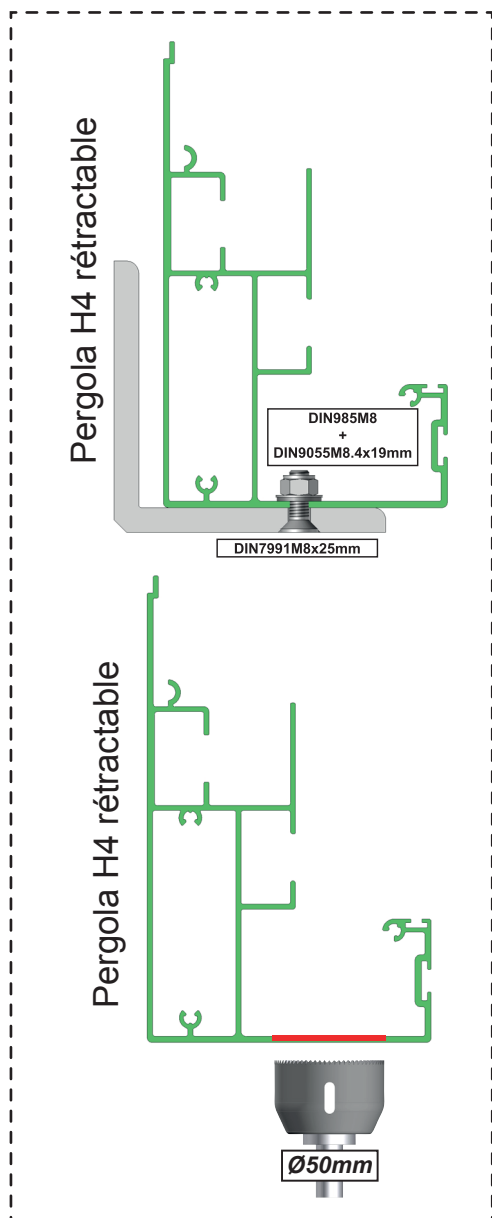 Pergola H4 rétractable
DIN985M8
+
DIN9055M8.4x19mm
DIN7991M8x25mm
Pergola H4 rétractable
Ø50mm